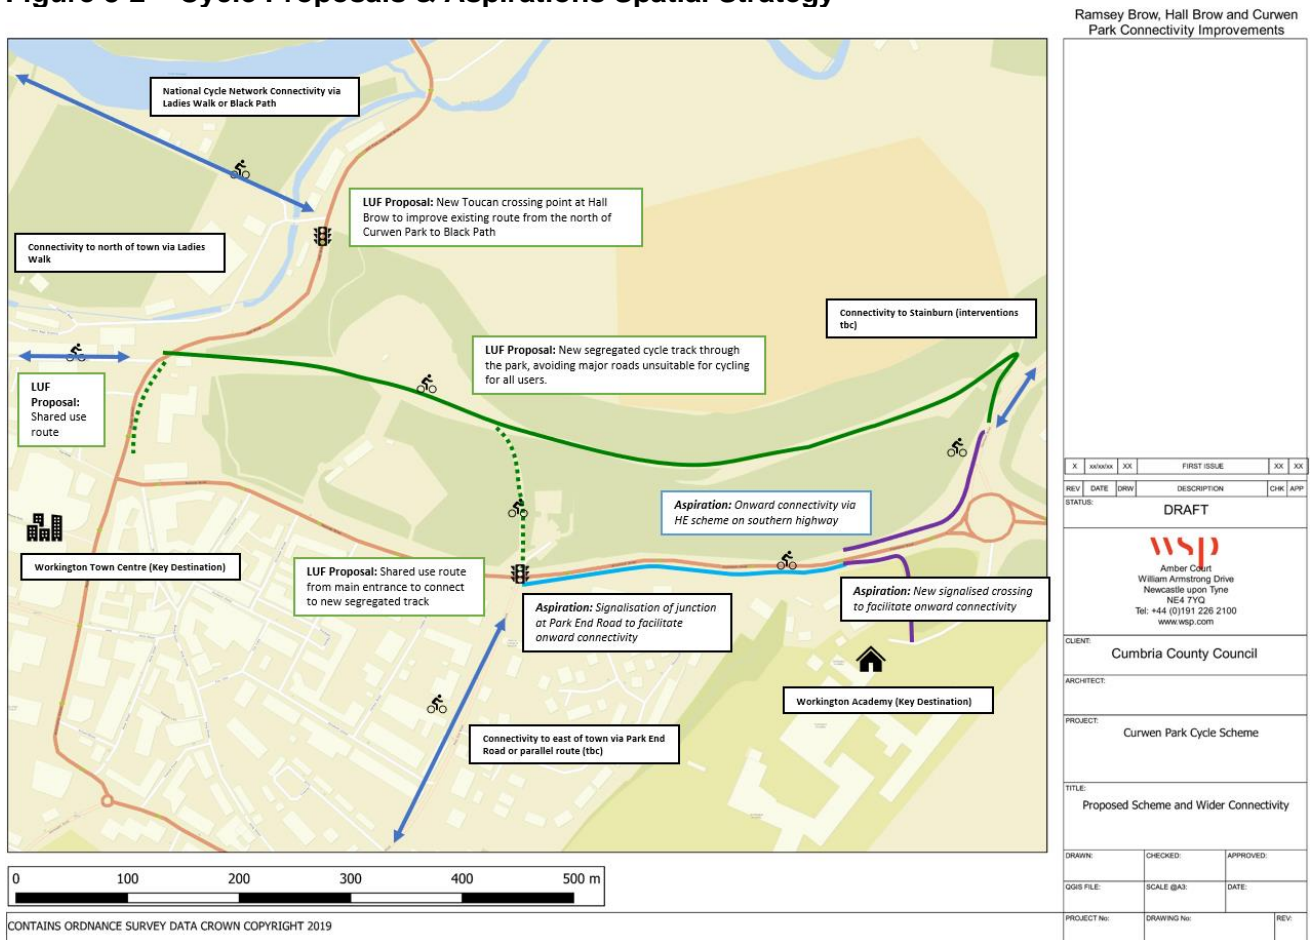 Ramsey Brow, Hall Brow and Curwen
Park Connectivity Improvements
National Cycle Network Connectivity via
Ladies Walk or Black Path
LUF Proposal: New Toucan crossing point at Hall
Brow to improve existing route from the north of
Curwen Park to Black Path
Connectivity to north of town via Ladies
Walk
Connectivity to Stainburn (interventions
tbc)
LUF Proposal: New segregated cycle track through
the park, avoiding major roads unsuitable for cycling
for all users.
LUF
Proposal:
Shared use
route
Aspiration: Onward connectivity via
HE scheme on southern highway
Workington Town Centre (Key Destination)
LUF Proposal: Shared use route
from main entrance to connect
to new segregated track
Aspiration: Signalisation of junction
at Park End Road to facilitate
onward connectivity
Aspiration: New signalised crossing
to facilitate onward connectivity
Workington Academy (Key Destination)
Connectivity to east of town via Park End
Road or parallel route (tbc)
0 100 200 300 400 500 m
CONTAINS ORDNANCE SURVEY DATA CROWN COPYRIGHT 2019
X xx/xx/xx XX FIRST ISSUE XX XX
REV DATE DRW DESCRIPTION CHK APP
STATUS:
DRAFT
wsp
Amber Court
William Armstrong Drive
Newcastle upon Tyne
NE4 7YQ
Tel: +44 (0)191 226 2100
www.wsp.com
CLIENT:
Cumbria County Council
ARCHITECT:
PROJECT:
Curwen Park Cycle Scheme
TITLE:
Proposed Scheme and Wider Connectivity
DRAWN: CHECKED: APPROVED:
QGIS FILE: SCALE @A3: DATE:
PROJECT No: DRAWING No: REV: